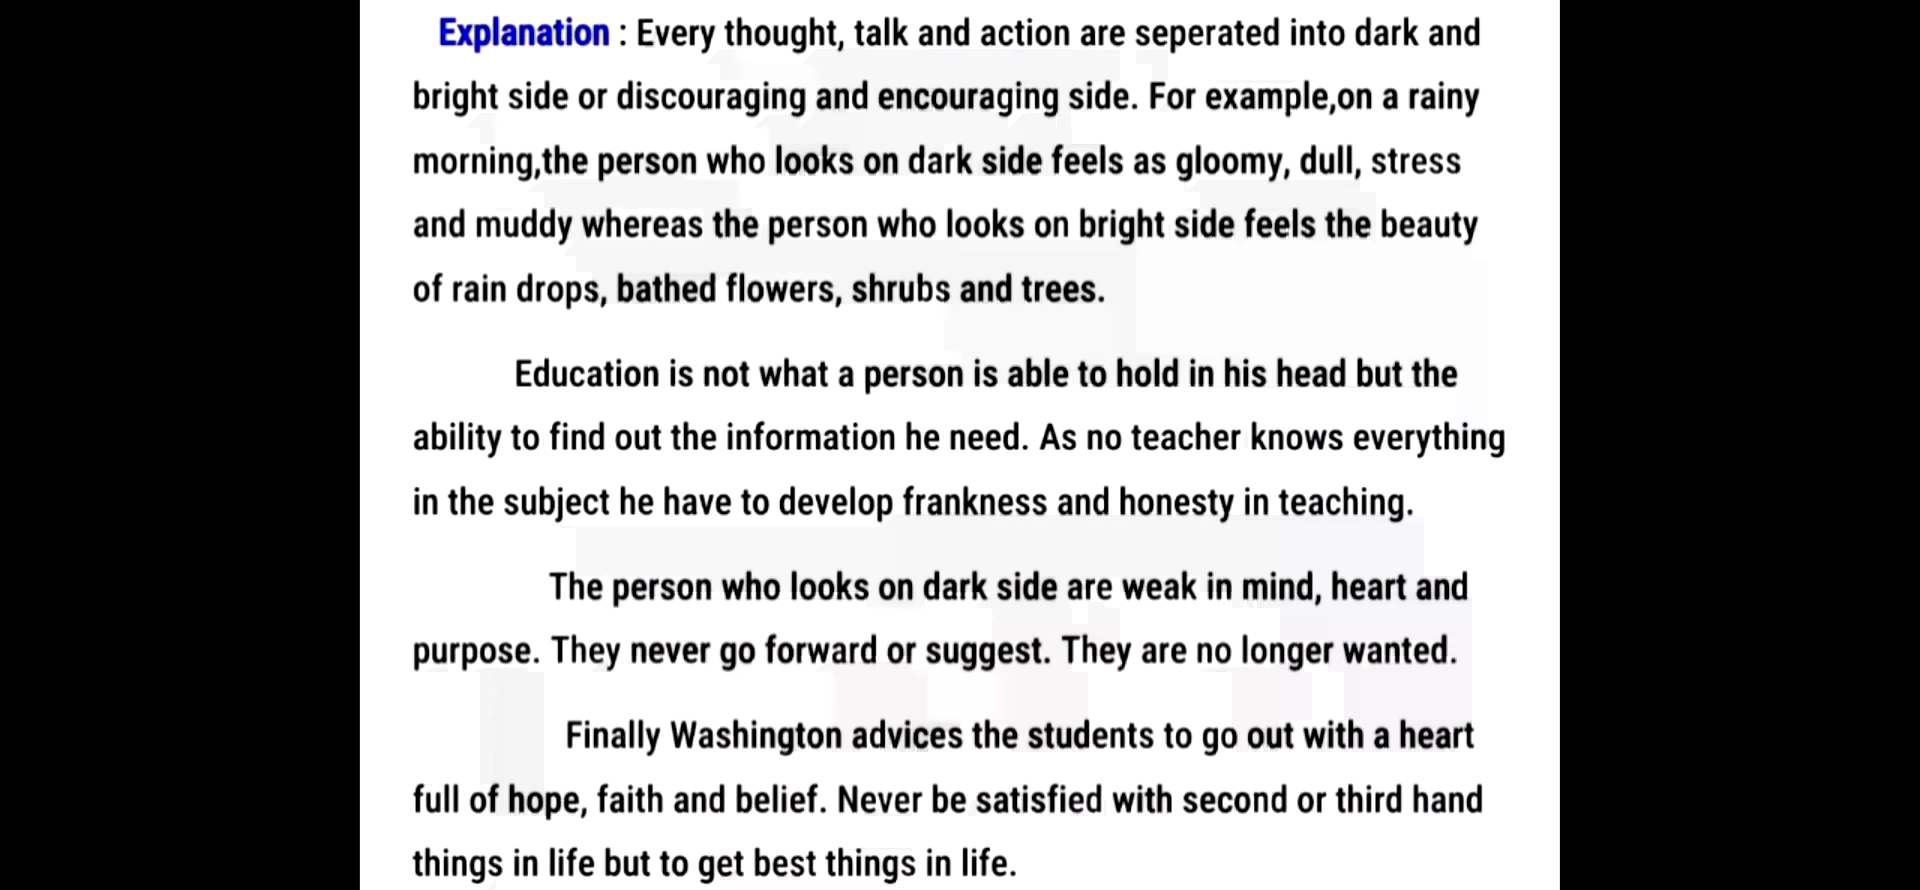 Explanation : Every thought, talk and action are seperated into dark and
bright side or discouraging and encouraging side. For example,on a rainy
morning,the person who looks on dark side feels as gloomy, dull, stress
and muddy whereas the person who looks on bright side feels the beauty
of rain drops, bathed flowers, shrubs and trees.
Education is not what a person is able to hold in his head but the
ability to find out the information he need. As no teacher knows everything
in the subject he have to develop frankness and honesty in teaching.
The person who looks on dark side are weak in mind, heart and
purpose. They never go forward or suggest. They are no longer wanted.
Finally Washington advices the students to go out with a heart
full of hope, faith and belief. Never be satisfied with second or third hand
things in life but to get best things in life.